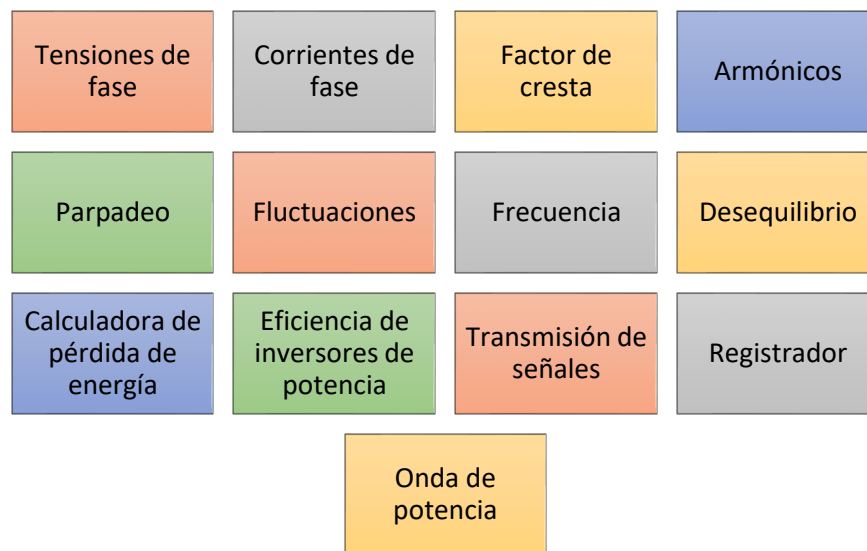 Tensiones de
fase
Corrientes de
fase
Factor de
cresta
Armónicos
Parpadeo
Fluctuaciones
Frecuencia
Desequilibrio
Calculadora de
pérdida de
energía
Eficiencia de
inversores de
potencia
Transmisión de
señales
Registrador
Onda de
potencia